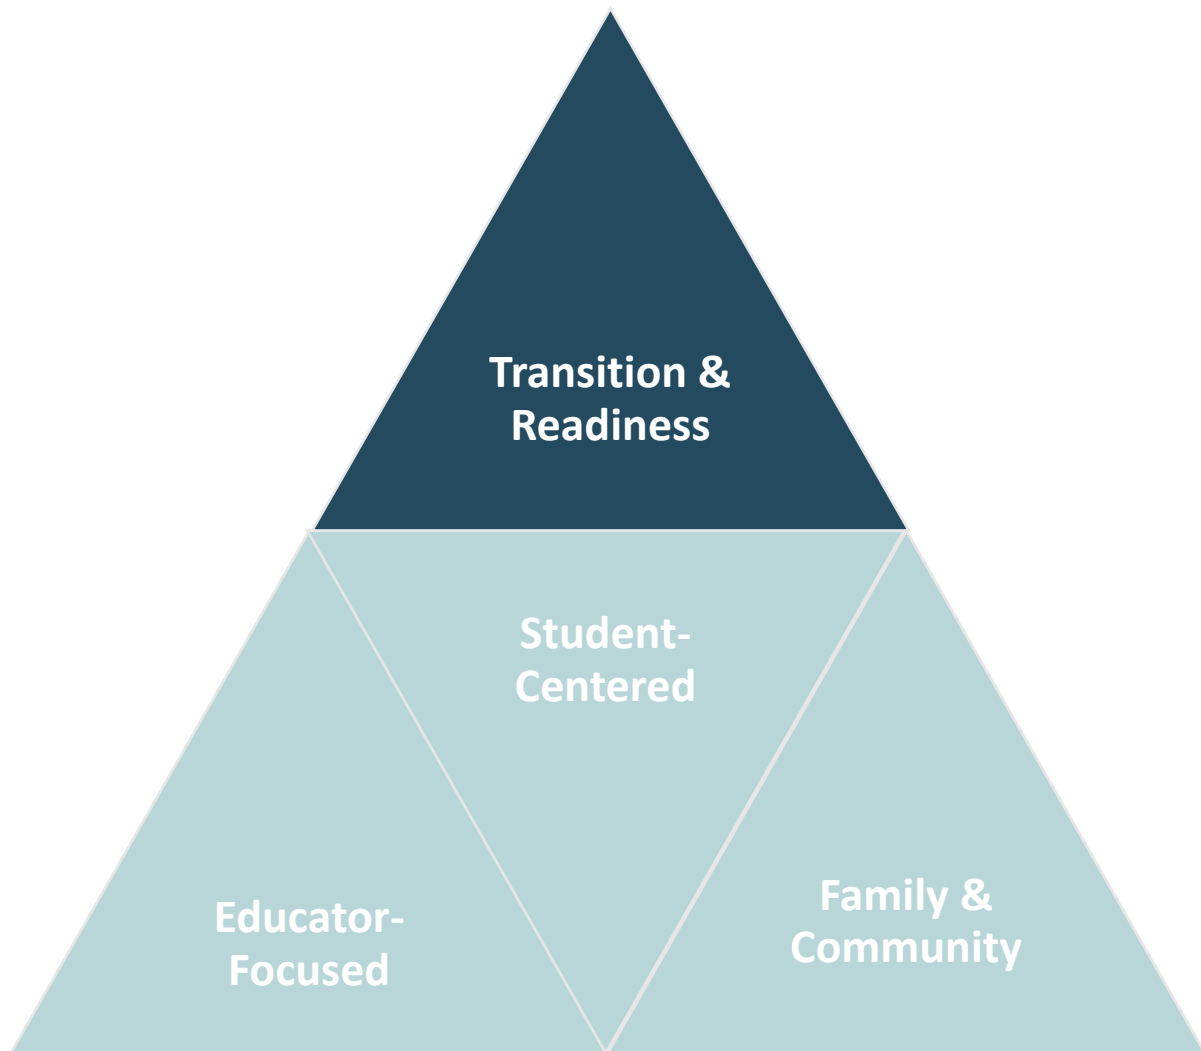 Transition &
Readiness
Student-
Centered
Educator-
Focused
Family &
Community